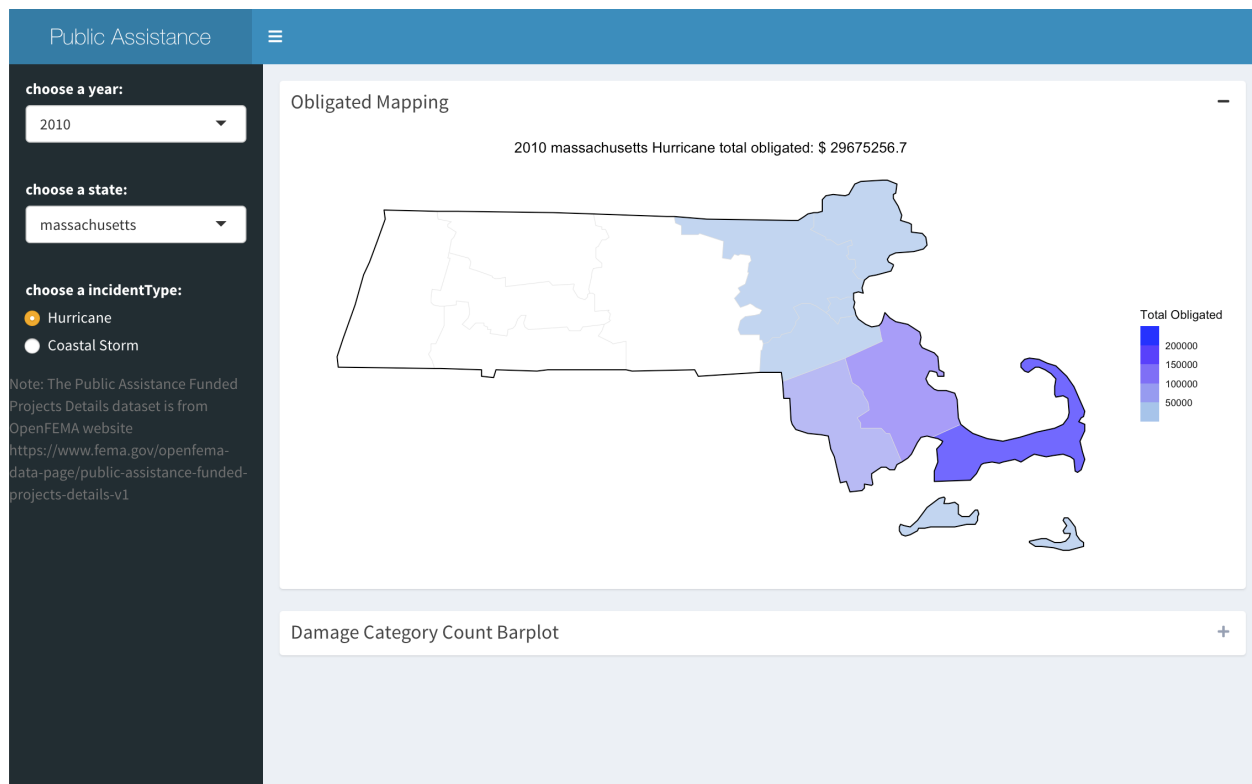 Public Assistance
choose a year:
2010
choose a state:
massachusetts
choose a incidentType:
Hurricane
Coastal Storm
Note: The Public Assistance Funded
Projects Details dataset is from
OpenFEMA website
https://www.fema.gov/openfema-
data-page/public-assistance-funded-
projects-details-v1
Obligated Mapping
2010 massachusetts Hurricane total obligated: $ 29675256.7
Total Obligated
200000
150000
100000
50000
Damage Category Count Barplot